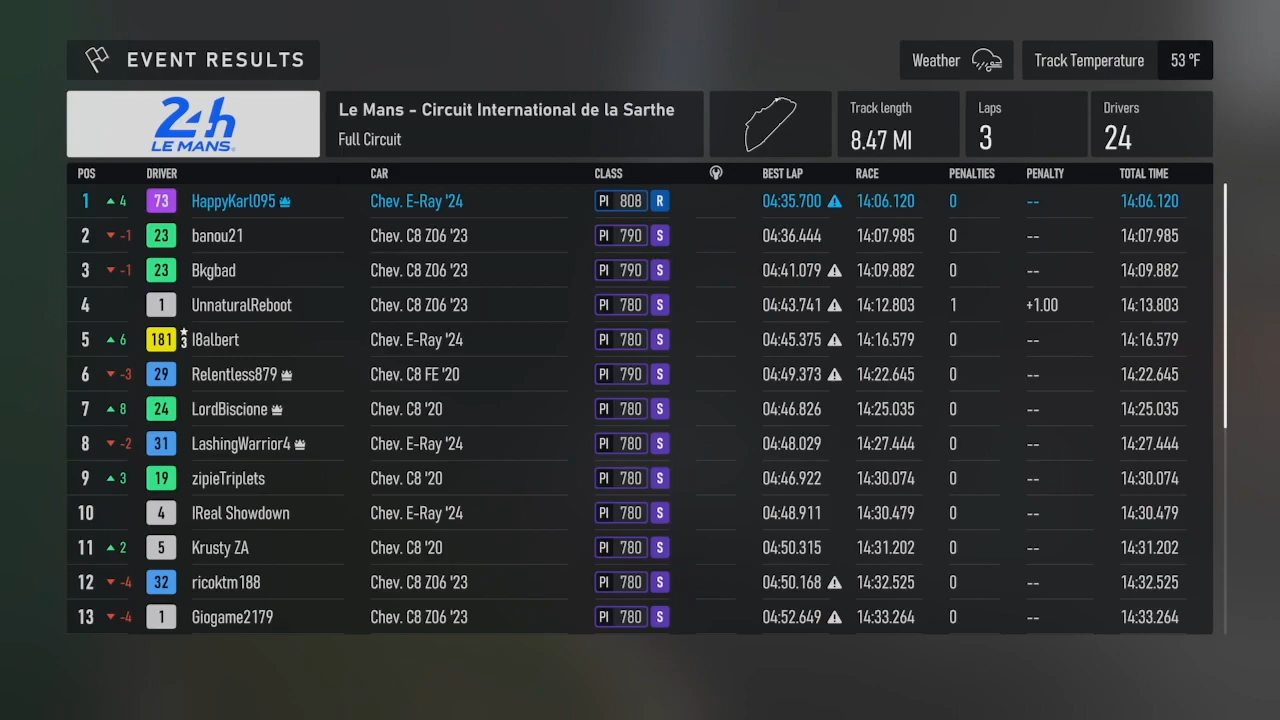 EVENT RESULTS
Weather
Track Temperature 53 °F
24h
LE MANS
Le Mans - Circuit International de la Sarthe
Full Circuit
Track length
8.47 MI
Laps
3
Drivers
24
POS DRIVER CAR CLASS BEST LAP RACE PENALTIES PENALTY TOTAL TIME
1 4 73 HappyKarl095 Chev. E-Ray '24 PI 808 R 04:35.700 14:06.120 0 -- 14:06.120
2 -1 23 banou21 Chev. C8 Z06 '23 PI 790 S 04:36.444 14:07.985 0 -- 14:07.985
3 -1 23 Bkgbad Chev. C8 Z06 '23 PI 790 S 04:41.079 14:09.882 0 -- 14:09.882
4 1 UnnaturalReboot Chev. C8 Z06 '23 PI 780 S 04:43.741 14:12.803 1 +1.00 14:13.803
5 6 181 3 I8albert Chev. E-Ray '24 PI 780 S 04:45.375 14:16.579 0 -- 14:16.579
6 -3 29 Relentless879 Chev. C8 FE '20 PI 790 S 04:49.373 14:22.645 0 -- 14:22.645
7 8 24 LordBiscione Chev. C8 '20 PI 780 S 04:46.826 14:25.035 0 -- 14:25.035
8 -2 31 LashingWarrior4 Chev. E-Ray '24 PI 780 S 04:48.029 14:27.444 0 -- 14:27.444
9 3 19 zipieTriplets Chev. C8 '20 PI 780 S 04:46.922 14:30.074 0 -- 14:30.074
10 4 IReal Showdown Chev. E-Ray '24 PI 780 S 04:48.911 14:30.479 0 -- 14:30.479
11 2 5 Krusty ZA Chev. C8 '20 PI 780 S 04:50.315 14:31.202 0 -- 14:31.202
12 -4 32 ricoktm188 Chev. C8 Z06 '23 PI 780 S 04:50.168 14:32.525 0 -- 14:32.525
13 -4 1 Giogame2179 Chev. C8 Z06 '23 PI 780 S 04:52.649 14:33.264 0 -- 14:33.264